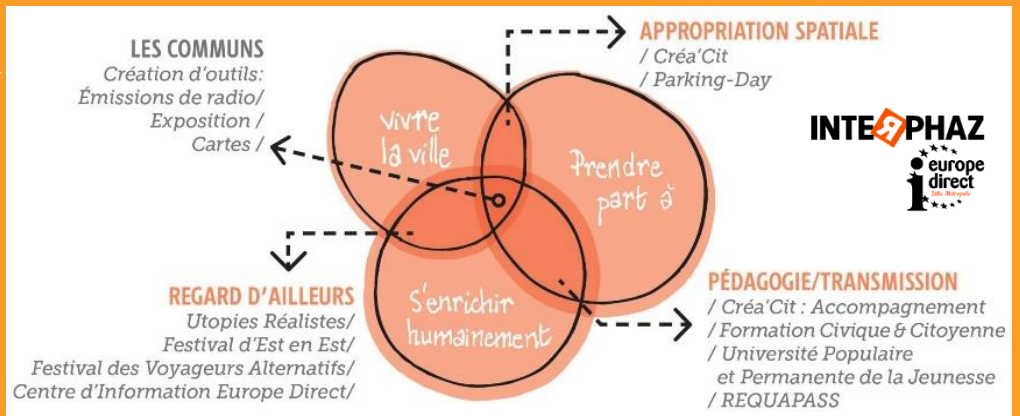 LES COMMUNS
Création d'outils:
Émissions de radio/
Exposition /
Cartes /
APPROPRIATION SPATIALE
/ Créa'Cit
/ Parking-Day
INTERPHAZ
europe
direct
Lille Métropole
vivre
la ville
Prendre
part à
s'enrichir
humainement
REGARD D'AILLEURS
Utopies Réalistes/
Festival d'Est en Est/
Festival des Voyageurs Alternatifs/
Centre d'Information Europe Direct/
PÉDAGOGIE/TRANSMISSION
/ Créa'Cit : Accompagnement
/ Formation Civique & Citoyenne
/ Université Populaire
et Permanente de la Jeunesse
/ REQUAPASS